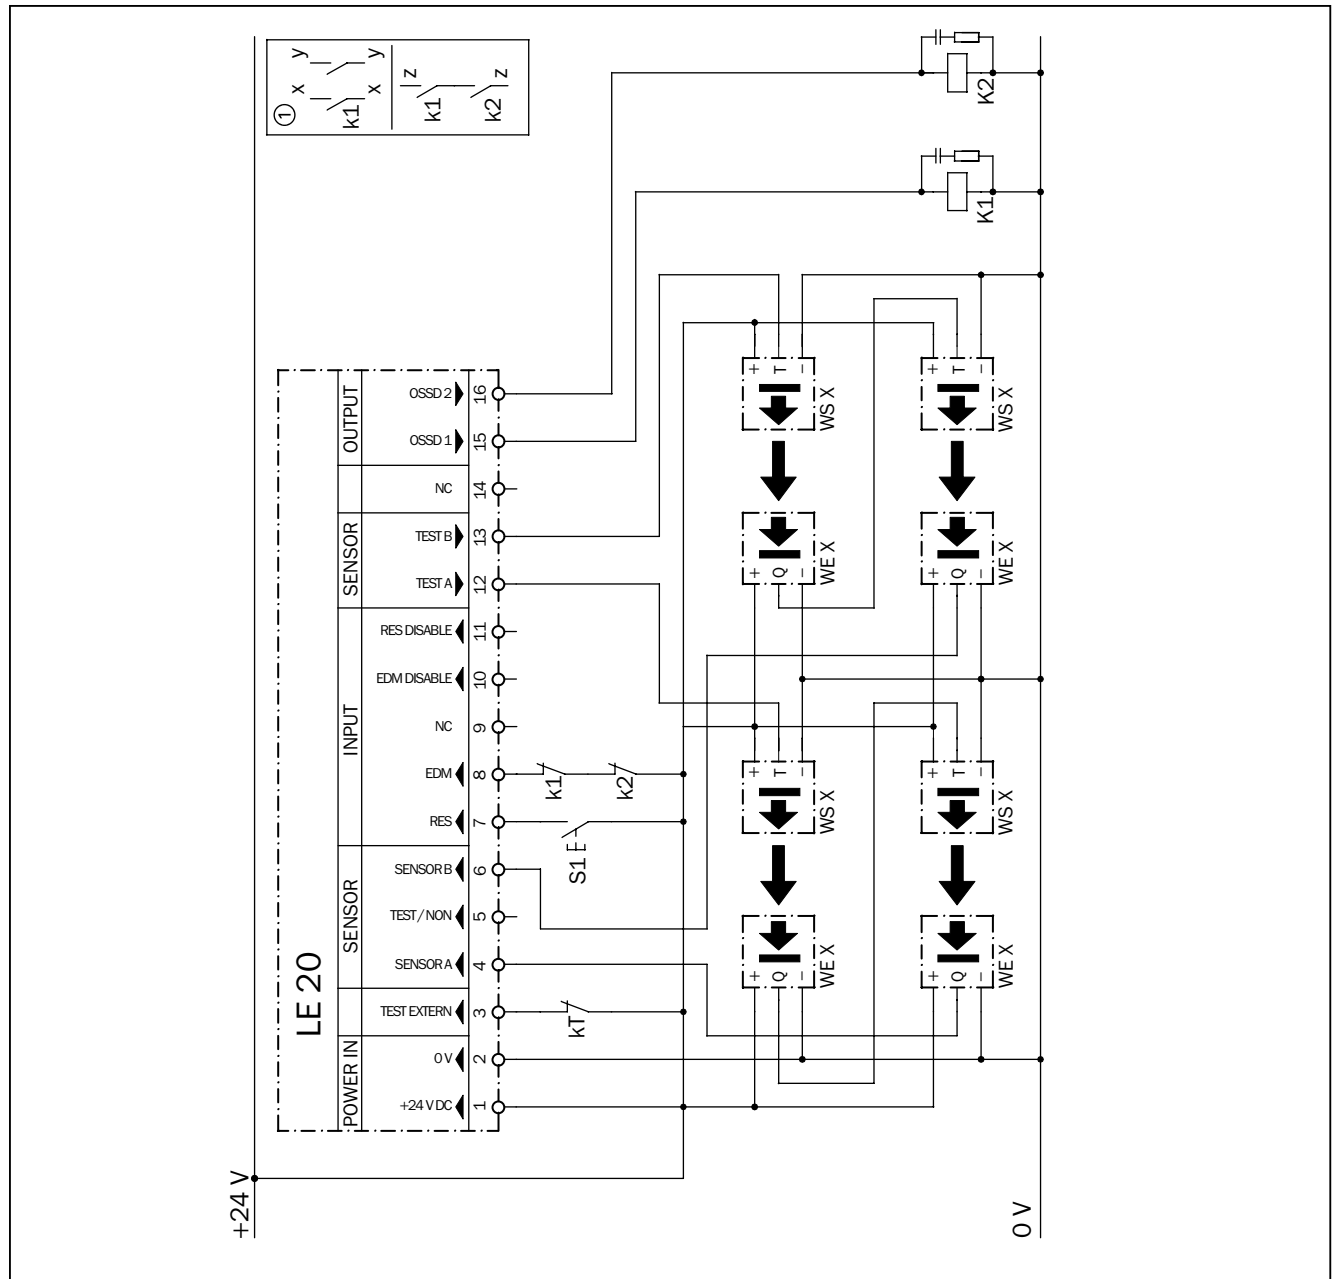 +24 V
①
x
y
k1
x
y
z
k1
k2
z
LE 20
POWER IN
SENSOR
INPUT
SENSOR
OUTPUT
+24 V DC
0 V
TEST EXTERN
SENSOR A
TEST/NON
SENSOR B
RES
EDM
NC
EDM DISABLE
RES DISABLE
TEST A
TEST B
NC
OSSD 1
OSSD 2
1
2
3
4
5
6
7
8
9
10
11
12
13
14
15
16
kT
S1
E
k1
k2
+
Q
−
WE X
+
T
−
WS X
+
Q
−
WE X
+
T
−
WS X
+
Q
−
WE X
+
T
−
WS X
+
Q
−
WE X
+
T
−
WS X
K1
K2
0 V